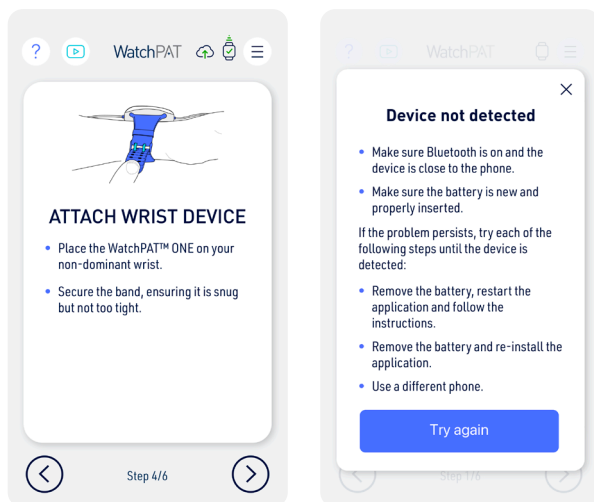 ? WatchPAT
ATTACH WRIST DEVICE
• Place the WatchPAT™ ONE on your
non-dominant wrist.
• Secure the band, ensuring it is snug
but not too tight.
Step 4/6
? WatchPAT
Device not detected
• Make sure Bluetooth is on and the
device is close to the phone.
• Make sure the battery is new and
properly inserted.
If the problem persists, try each of the
following steps until the device is
detected:
• Remove the battery, restart the
application and follow the
instructions.
• Remove the battery and re-install the
application.
• Use a different phone.
Try again
Step 1/6